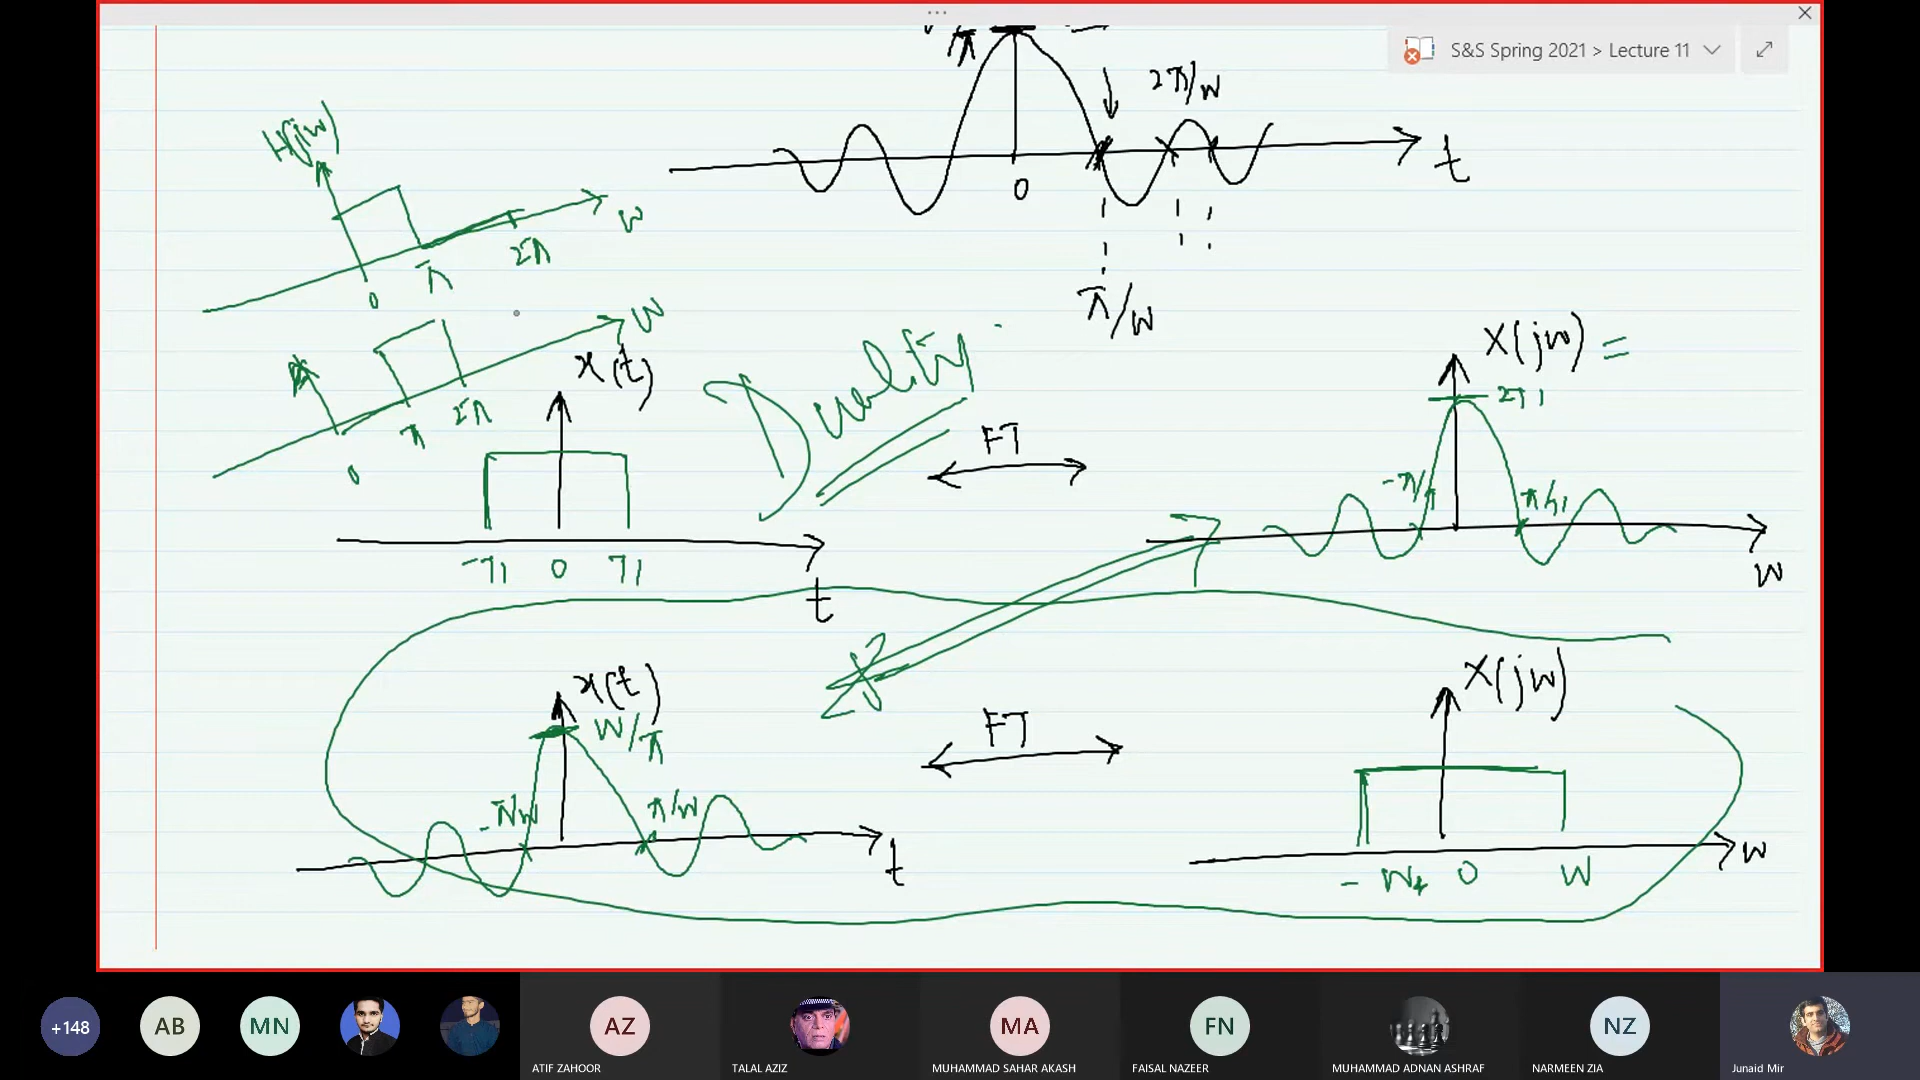 S&S Spring 2021 > Lecture 11
π
2π/W
t
0
π/W
H(jω)
ω
0
π
2π
ω
0
π
2π
x(t)
-T1 0 T1
t
Duality
FT
X(jω) =
2T1
-π/T1
π/T1
ω
x(t)
W/π
-π/W
π/W
t
FT
X(jω)
-W 0 W
ω
+148
AB
MN
AZ
MA
FN
NZ
ATIF ZAHOOR
TALAL AZIZ
MUHAMMAD SAHAR AKASH
FAISAL NAZEER
MUHAMMAD ADNAN ASHRAF
NARMEEN ZIA
Junaid Mir